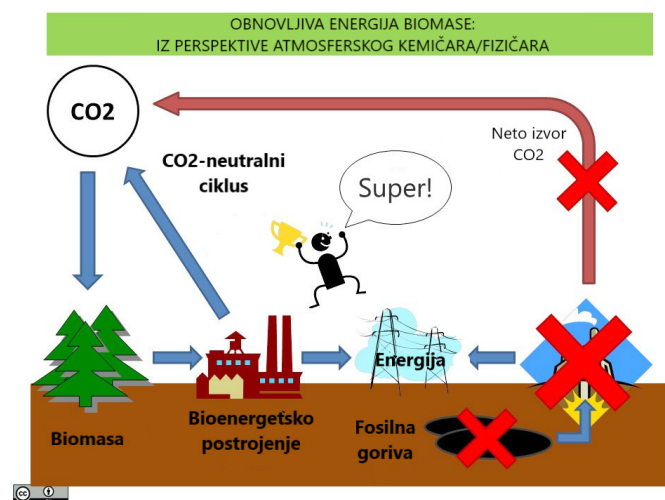 OBNOVLJIVA ENERGIJA BIOMASE:
IZ PERSPEKTIVE ATMOSFERSKOG KEMIČARA/FIZIČARA
CO2
Neto izvor
CO2
CO2-neutralni
ciklus
Super!
Energija
Biomasa
Bioenergetsko
postrojenje
Fosilna
goriva
cc